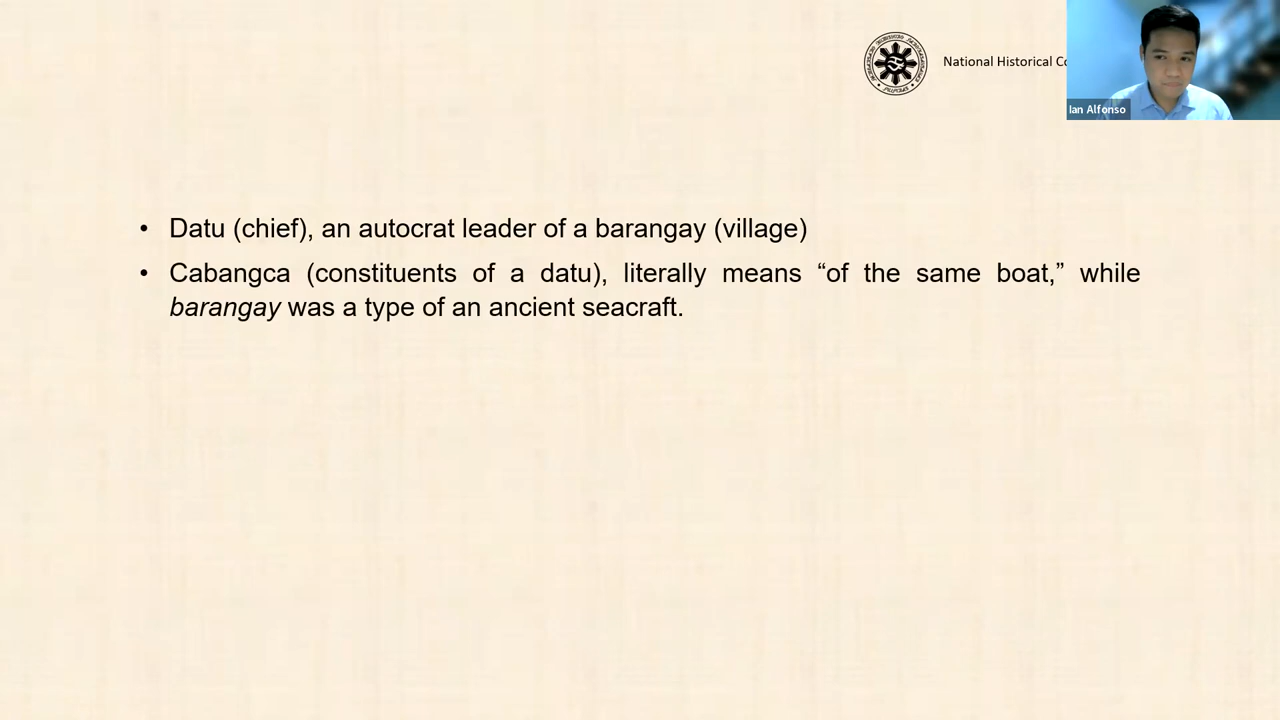 National Historical
Ian Alfonso
• Datu (chief), an autocrat leader of a barangay (village)
• Cabangca (constituents of a datu), literally means “of the same boat,” while
barangay was a type of an ancient seacraft.